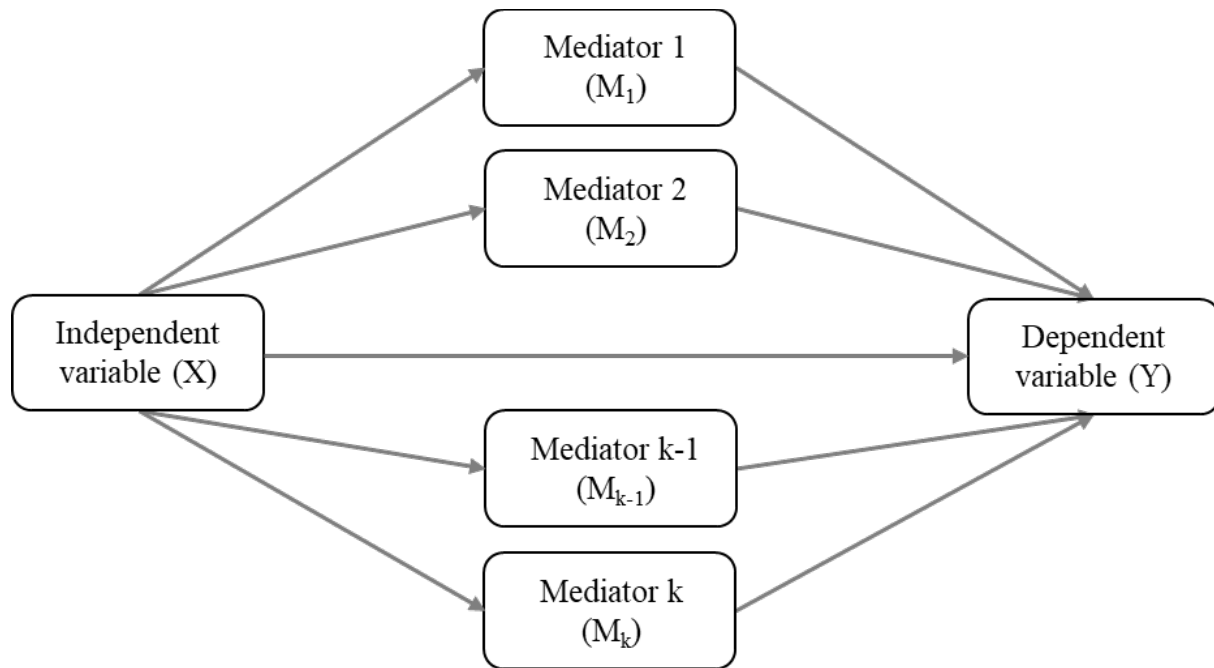 Mediator 1
(M₁)
Mediator 2
(M₂)
Independent
variable (X)
Dependent
variable (Y)
Mediator k-1
(Mₖ₋₁)
Mediator k
(Mₖ)